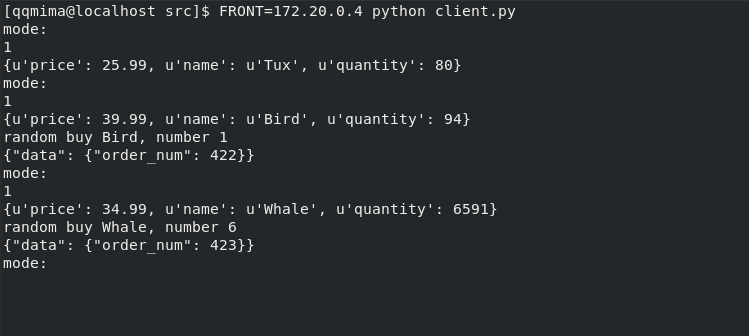 [qqmima@localhost src]$ FRONT=172.20.0.4 python client.py
mode:
1
{u'price': 25.99, u'name': u'Tux', u'quantity': 80}
mode:
1
{u'price': 39.99, u'name': u'Bird', u'quantity': 94}
random buy Bird, number 1
{"data": {"order_num": 422}}
mode:
1
{u'price': 34.99, u'name': u'Whale', u'quantity': 6591}
random buy Whale, number 6
{"data": {"order_num": 423}}
mode: